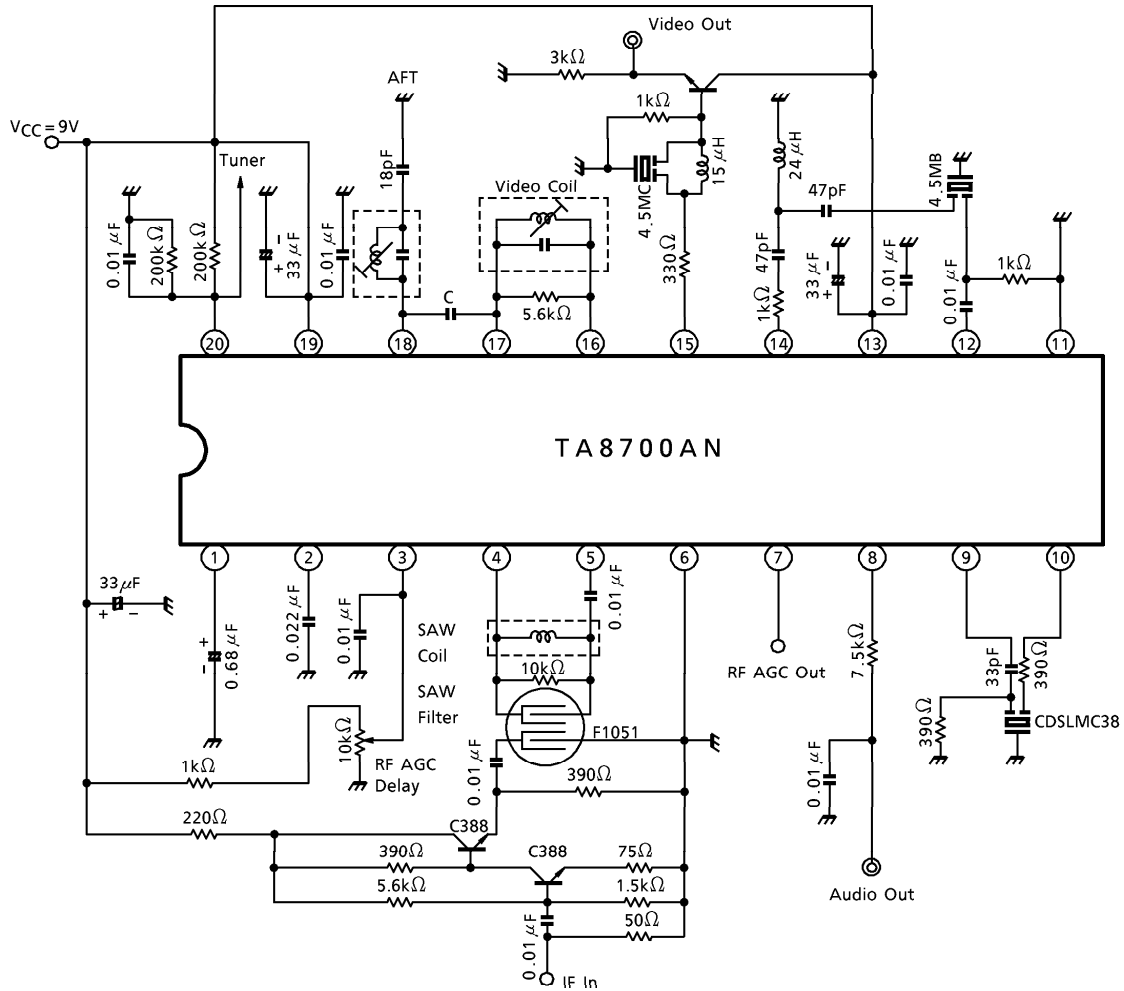 Video Out
3kΩ
AFT
1kΩ
VCC=9V
Tuner
18pF
15μH
24μH
4.5MB
Video Coil
4.5MC
47pF
0.01μF
200kΩ
200kΩ
33μF
- +
0.01μF
330Ω
47pF
33μF
- +
0.01μF
0.01μF
1kΩ
C
5.6kΩ
1kΩ
20 19 18 17 16 15 14 13 12 11
TA8700AN
1 2 3 4 5 6 7 8 9 10
33μF
+ -
0.022μF
0.01μF
0.01μF
+ -
0.68μF
SAW
Coil
10kΩ
SAW
Filter
RF AGC Out
7.5kΩ
33pF
390Ω
F1051
390Ω
CDSLMC38
10kΩ
RF AGC
Delay
1kΩ
0.01μF
390Ω
0.01μF
220Ω
C388
390Ω
C388
75Ω
5.6kΩ
1.5kΩ
Audio Out
0.01μF
50Ω
IF In